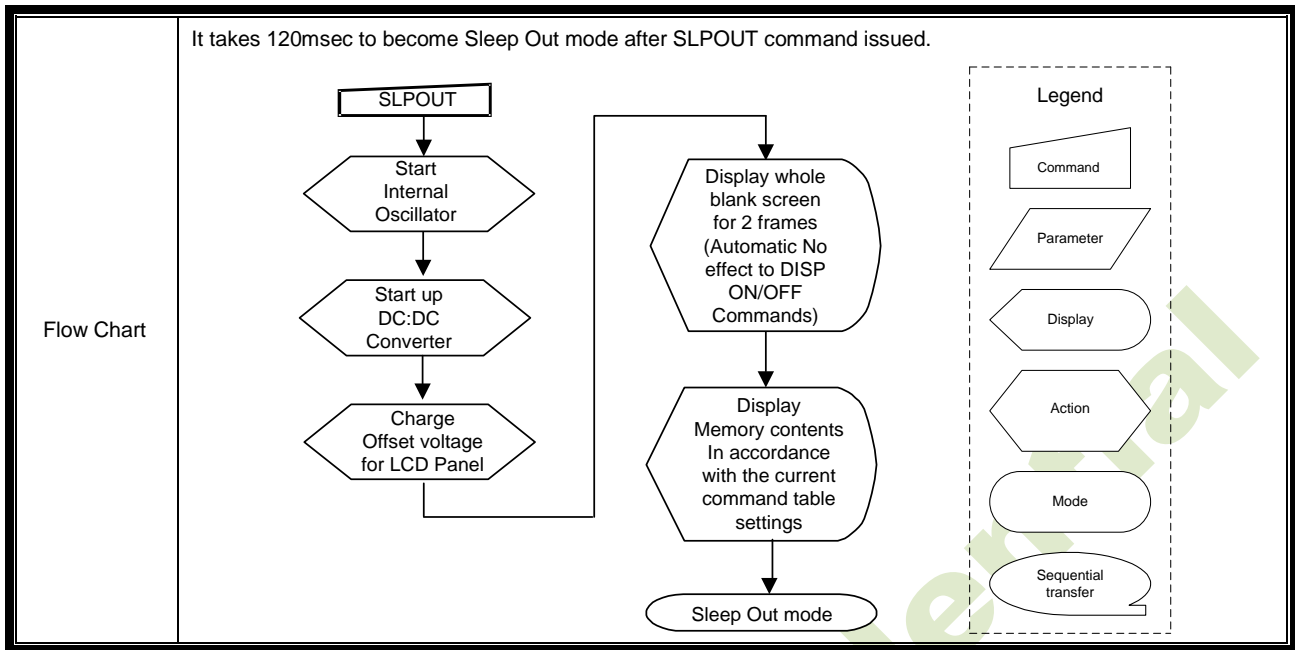 It takes 120msec to become Sleep Out mode after SLPOUT command issued.
Flow Chart
SLPOUT
Start
Internal
Oscillator
Start up
DC:DC
Converter
Charge
Offset voltage
for LCD Panel
Display whole
blank screen
for 2 frames
(Automatic No
effect to DISP
ON/OFF
Commands)
Display
Memory contents
In accordance
with the current
command table
settings
Sleep Out mode
Legend
Command
Parameter
Display
Action
Mode
Sequential
transfer